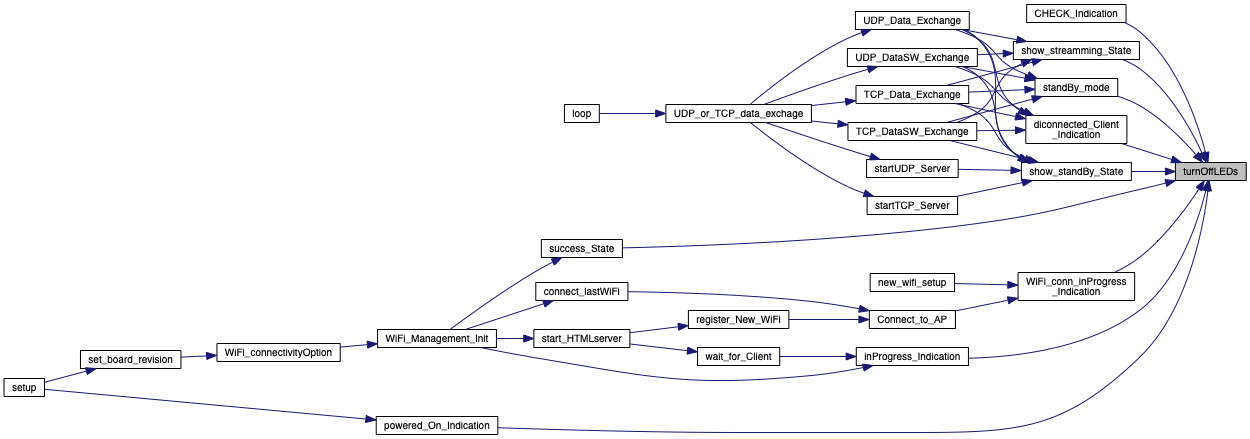 UDP_Data_Exchange
CHECK_Indication
UDP_DataSW_Exchange
show_streamming_State
TCP_Data_Exchange
standBy_mode
loop
UDP_or_TCP_data_exchage
TCP_DataSW_Exchange
diconnected_Client
_Indication
startUDP_Server
show_standBy_State
turnOffLEDs
startTCP_Server
success_State
new_wifi_setup
WiFi_conn_inProgress
_Indication
connect_lastWiFi
register_New_WiFi
Connect_to_AP
WiFi_Management_Init
start_HTMLserver
set_board_revision
WiFi_connectivityOption
wait_for_Client
inProgress_Indication
setup
powered_On_Indication